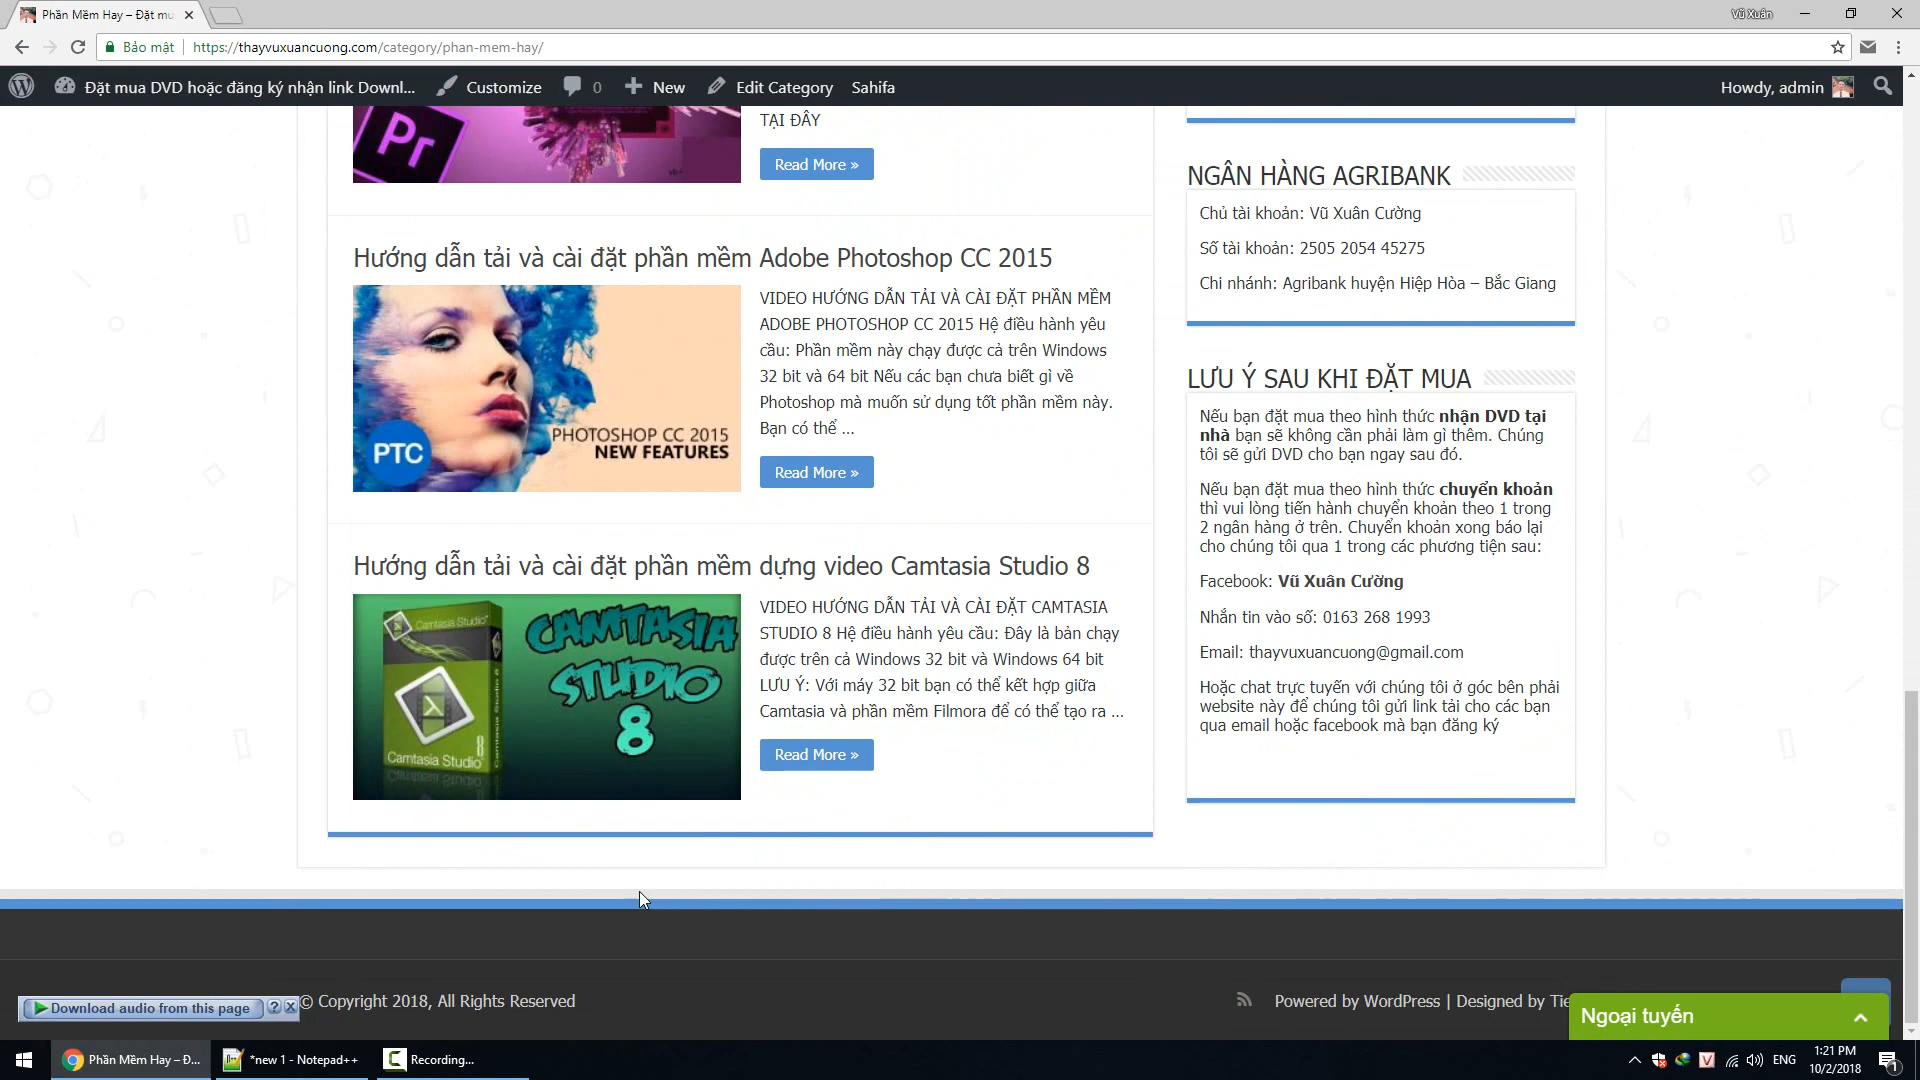 Phần Mềm Hay – Đặt mu
Vũ Xuân
Bảo mật
https://thayvuxuancuong.com/category/phan-mem-hay/
Đặt mua DVD hoặc đăng ký nhận link Downl...
Customize
0
New
Edit Category
Sahifa
Howdy, admin
Pr
TẠI ĐÂY
Read More »
Hướng dẫn tải và cài đặt phần mềm Adobe Photoshop CC 2015
PTC
PHOTOSHOP CC 2015
NEW FEATURES
VIDEO HƯỚNG DẪN TẢI VÀ CÀI ĐẶT PHẦN MỀM
ADOBE PHOTOSHOP CC 2015 Hệ điều hành yêu
cầu: Phần mềm này chạy được cả trên Windows
32 bit và 64 bit Nếu các bạn chưa biết gì về
Photoshop mà muốn sử dụng tốt phần mềm này.
Bạn có thể ...
Read More »
Hướng dẫn tải và cài đặt phần mềm dựng video Camtasia Studio 8
Camtasia Studio
Camtasia Studio 8
CAMTASIA
STUDIO
8
VIDEO HƯỚNG DẪN TẢI VÀ CÀI ĐẶT CAMTASIA
STUDIO 8 Hệ điều hành yêu cầu: Đây là bản chạy
được trên cả Windows 32 bit và Windows 64 bit
LƯU Ý: Với máy 32 bit bạn có thể kết hợp giữa
Camtasia và phần mềm Filmora để có thể tạo ra ...
Read More »
NGÂN HÀNG AGRIBANK
Chủ tài khoản: Vũ Xuân Cường
Số tài khoản: 2505 2054 45275
Chi nhánh: Agribank huyện Hiệp Hòa – Bắc Giang
LƯU Ý SAU KHI ĐẶT MUA
Nếu bạn đặt mua theo hình thức nhận DVD tại
nhà bạn sẽ không cần phải làm gì thêm. Chúng
tôi sẽ gửi DVD cho bạn ngay sau đó.
Nếu bạn đặt mua theo hình thức chuyển khoản
thì vui lòng tiến hành chuyển khoản theo 1 trong
2 ngân hàng ở trên. Chuyển khoản xong báo lại
cho chúng tôi qua 1 trong các phương tiện sau:
Facebook: Vũ Xuân Cường
Nhắn tin vào số: 0163 268 1993
Email: thayvuxuancuong@gmail.com
Hoặc chat trực tuyến với chúng tôi ở góc bên phải
website này để chúng tôi gửi link tải cho các bạn
qua email hoặc facebook mà bạn đăng ký
Download audio from this page
© Copyright 2018, All Rights Reserved
Powered by WordPress | Designed by Tie
Ngoại tuyến
Phần Mềm Hay – Đ...
*new 1 - Notepad++
Recording...
ENG
1:21 PM
10/2/2018
1